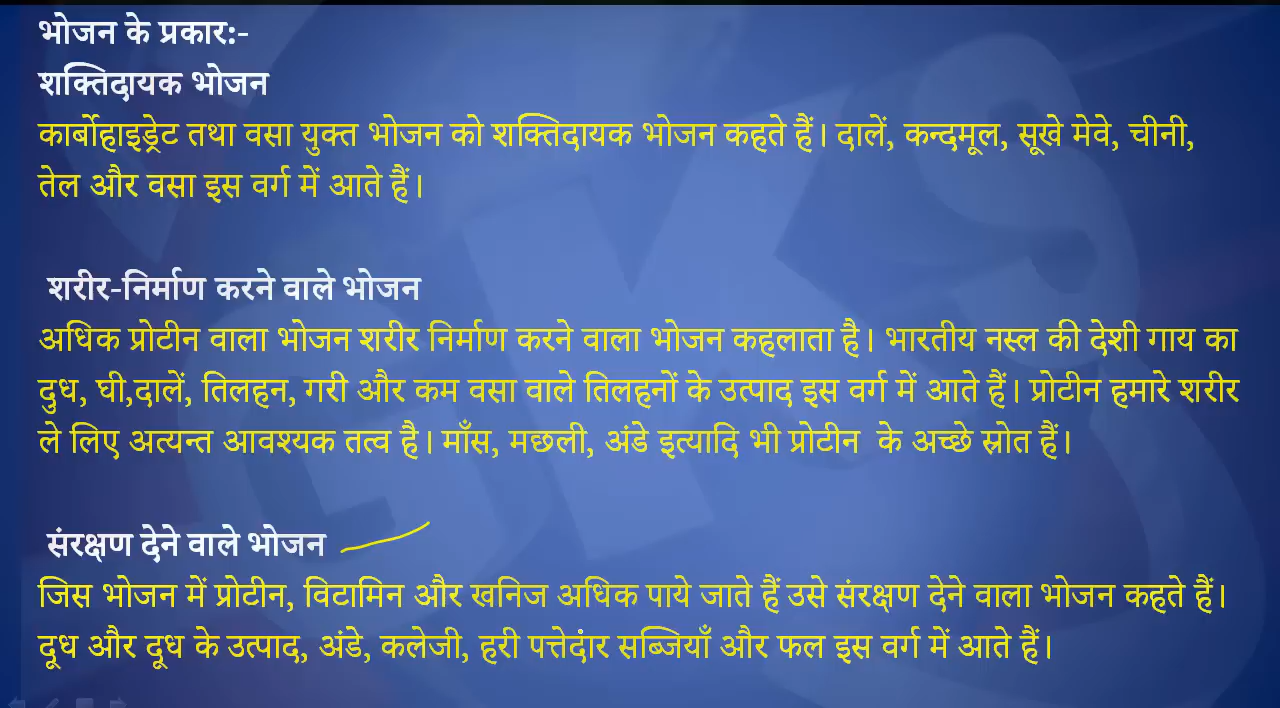 भोजन के प्रकार:-
शक्तिदायक भोजन
कार्बोहाइड्रेट तथा वसा युक्त भोजन को शक्तिदायक भोजन कहते हैं। दालें, कन्दमूल, सूखे मेवे, चीनी,
तेल और वसा इस वर्ग में आते हैं।
शरीर-निर्माण करने वाले भोजन
अधिक प्रोटीन वाला भोजन शरीर निर्माण करने वाला भोजन कहलाता है। भारतीय नस्ल की देशी गाय का
दुध, घी,दालें, तिलहन, गरी और कम वसा वाले तिलहनों के उत्पाद इस वर्ग में आते हैं। प्रोटीन हमारे शरीर
ले लिए अत्यन्त आवश्यक तत्व है। माँस, मछली, अंडे इत्यादि भी प्रोटीन के अच्छे स्रोत हैं।
संरक्षण देने वाले भोजन
जिस भोजन में प्रोटीन, विटामिन और खनिज अधिक पाये जाते हैं उसे संरक्षण देने वाला भोजन कहते हैं।
दूध और दूध के उत्पाद, अंडे, कलेजी, हरी पत्तेदांर सब्जियाँ और फल इस वर्ग में आते हैं।